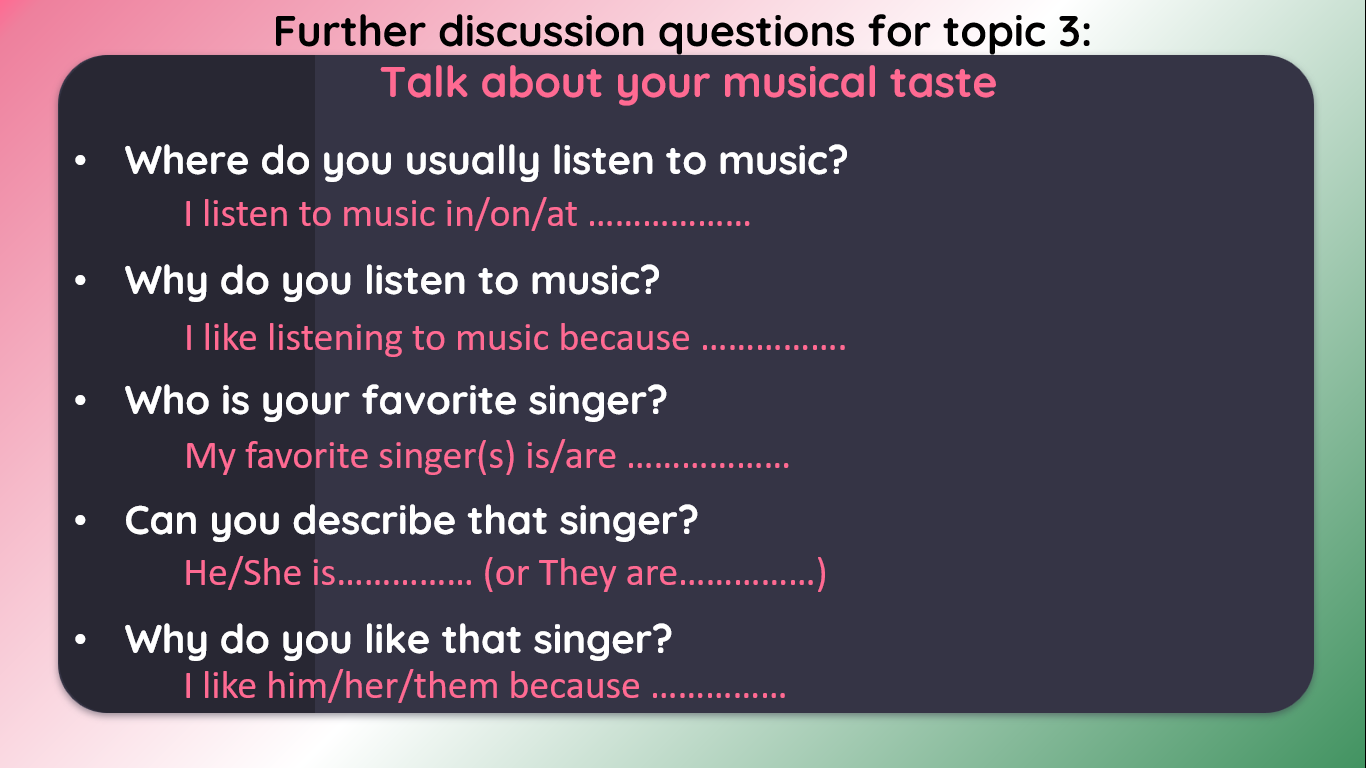 Further discussion questions for topic 3:
Talk about your musical taste
• Where do you usually listen to music?
I listen to music in/on/at ………………
• Why do you listen to music?
I like listening to music because …………….
• Who is your favorite singer?
My favorite singer(s) is/are ………………
• Can you describe that singer?
He/She is…………… (or They are……………)
• Why do you like that singer?
I like him/her/them because ……………